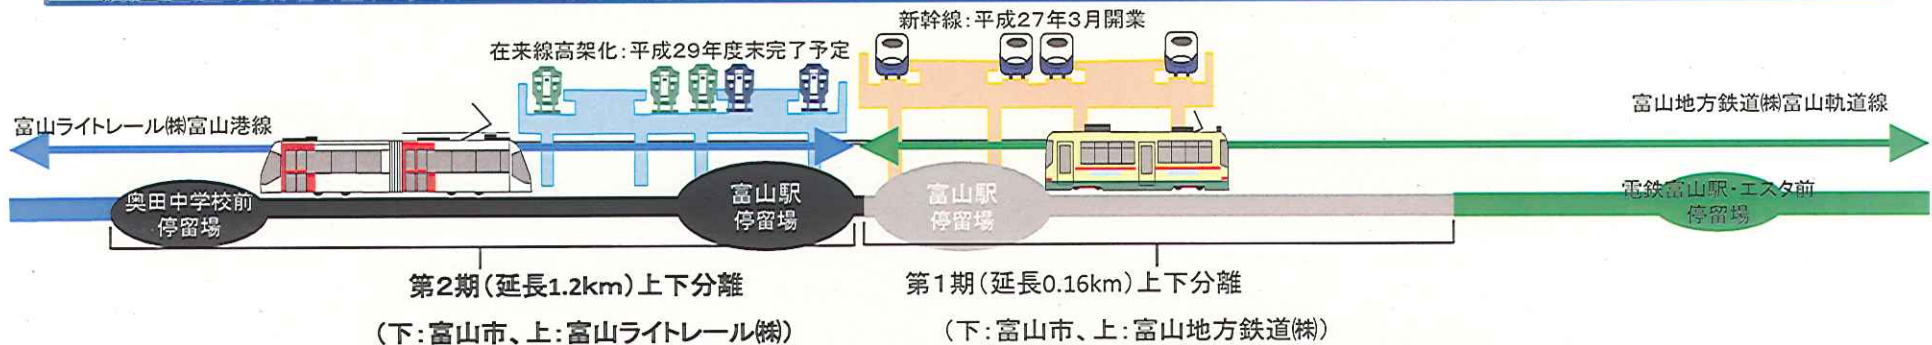 新幹線:平成27年3月開業
在来線高架化:平成29年度末完了予定
富山ライトレール㈱富山港線
富山地方鉄道㈱富山軌道線
奥田中学校前
停留場
富山駅
停留場
富山駅
停留場
電鉄富山駅・エスタ前
停留場
第2期(延長1.2km)上下分離
(下:富山市、上:富山ライトレール㈱)
第1期(延長0.16km)上下分離
(下:富山市、上:富山地方鉄道㈱)